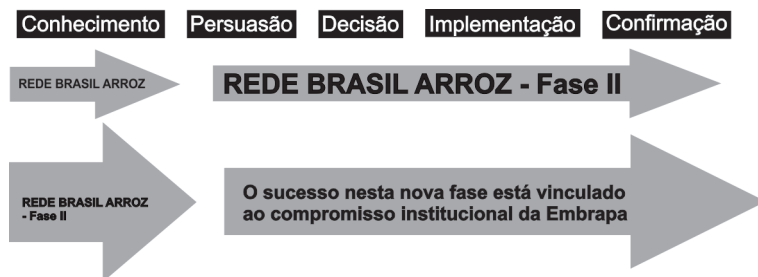 Conhecimento Persuasão Decisão Implementação Confirmação
REDE BRASIL ARROZ
REDE BRASIL ARROZ - Fase II
REDE BRASIL ARROZ
- Fase II
O sucesso nesta nova fase está vinculado
ao compromisso institucional da Embrapa